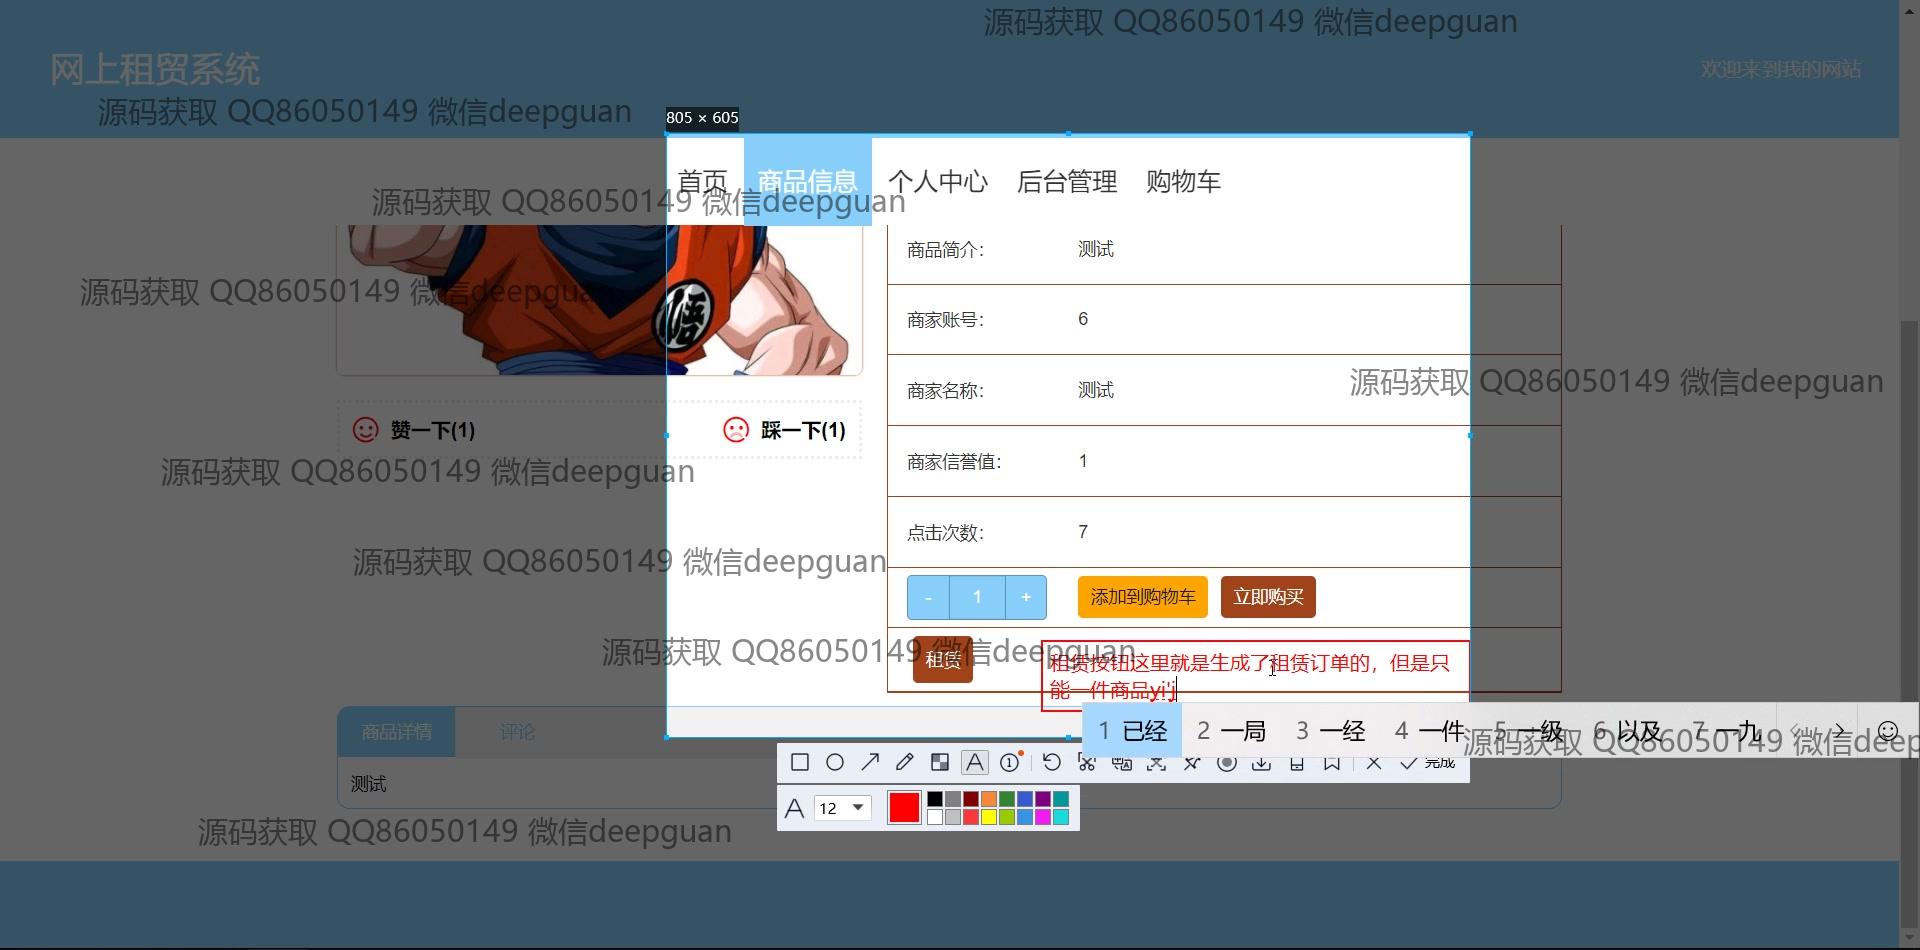 源码获取 QQ86050149 微信deepguan
网上租贸系统
欢迎来到我的网站
源码获取 QQ86050149 微信deepguan
805 × 605
首页 商品信息 个人中心 后台管理 购物车
源码获取 QQ86050149 微信deepguan
商品简介： 测试
源码获取 QQ86050149 微信deepguan
悟
商家账号： 6
商家名称： 测试
源码获取 QQ86050149 微信deepguan
赞一下(1) 踩一下(1)
商家信誉值： 1
源码获取 QQ86050149 微信deepguan
点击次数： 7
源码获取 QQ86050149 微信deepguan
- 1 + 添加到购物车 立即购买
源码获取 QQ86050149 微信deepguan
租赁
租赁按钮这里就是生成了租赁订单的，但是只
能一件商品yi'j
商品详情 评论
1 已经 2 一局 3 一经 4 一件 5 一级 6 以及 7 一九
源码获取 QQ86050149 微信deepg
完成
测试
A 12
源码获取 QQ86050149 微信deepguan